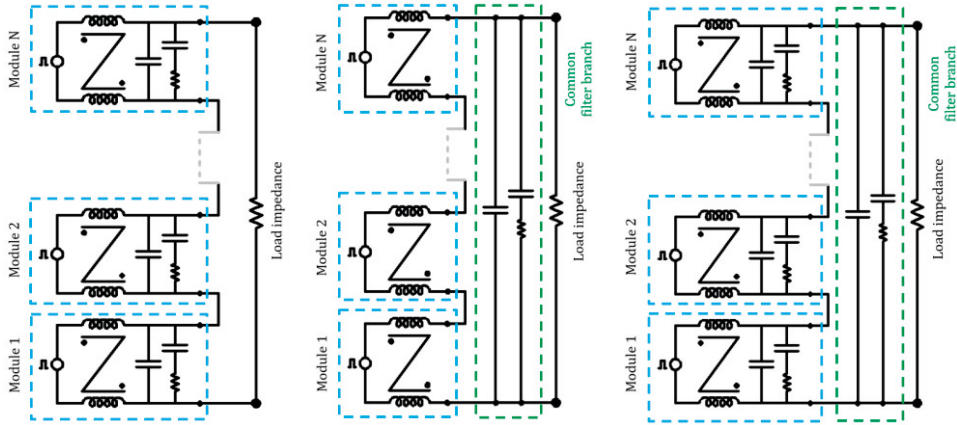 Module N
Module 2
Module 1
Load impedance
Module N
Module 2
Module 1
Common
filter branch
Load impedance
Module N
Module 2
Module 1
Common
filter branch
Load impedance